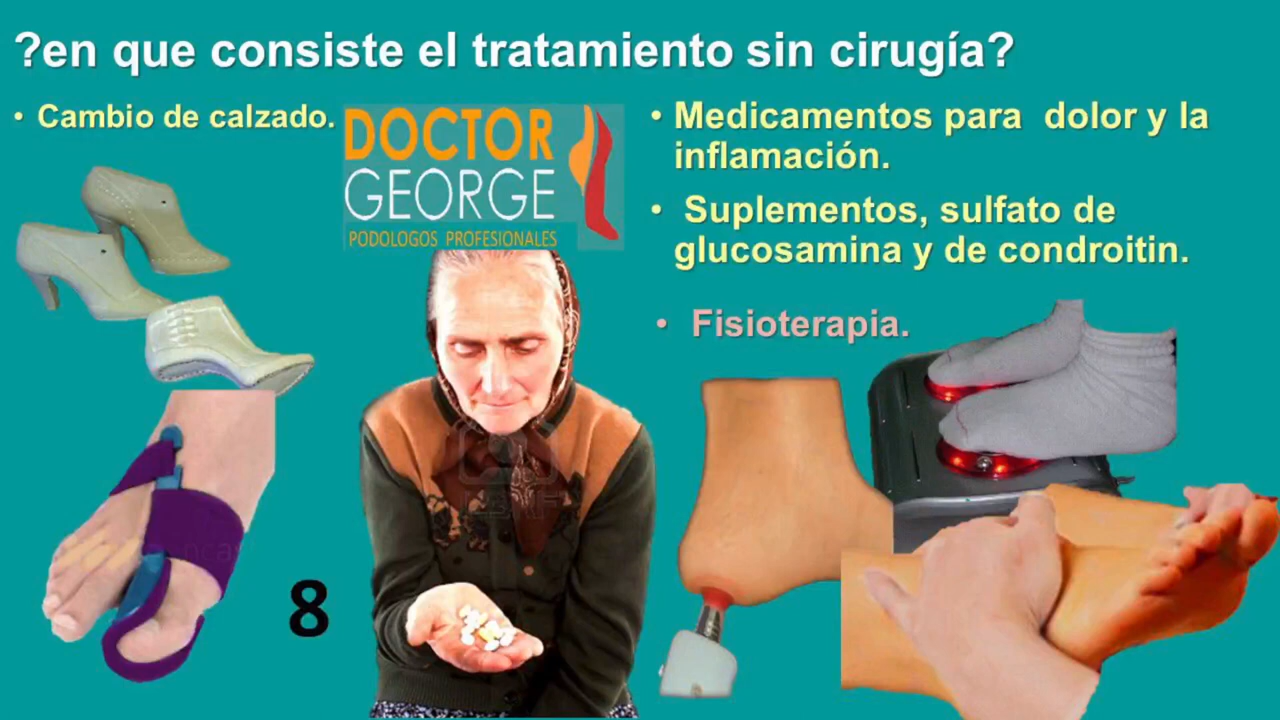 ?en que consiste el tratamiento sin cirugía?
• Cambio de calzado.
DOCTOR
GEORGE
PODOLOGOS PROFESIONALES
• Medicamentos para dolor y la
inflamación.
• Suplementos, sulfato de
glucosamina y de condroitin.
• Fisioterapia.
8